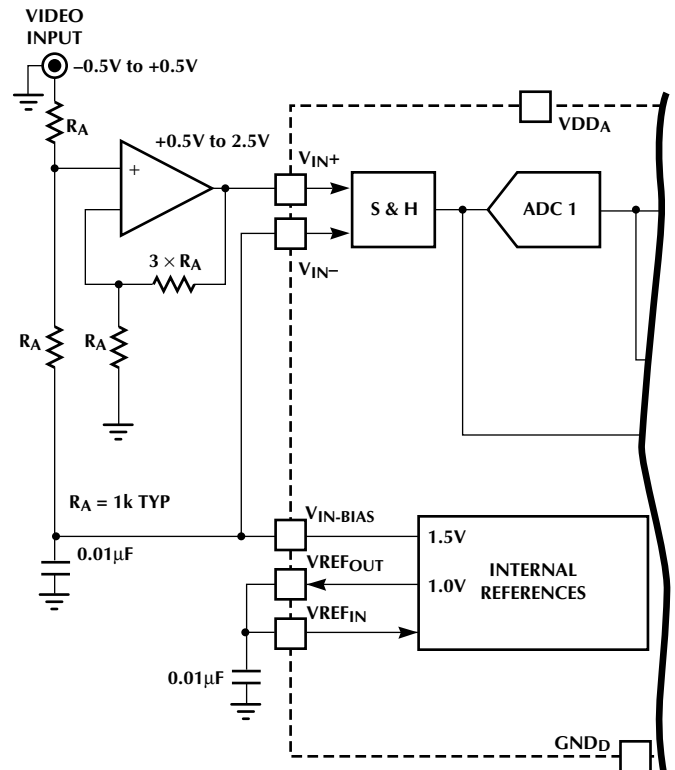 VIDEO
INPUT
–0.5V to +0.5V
RA
+0.5V to 2.5V
+
VDDA
VIN+
S & H
ADC 1
VIN–
3 × RA
RA
RA
RA = 1k TYP
0.01µF
VIN-BIAS
1.5V
VREFOUT
1.0V
INTERNAL
REFERENCES
VREFIN
0.01µF
GNDD